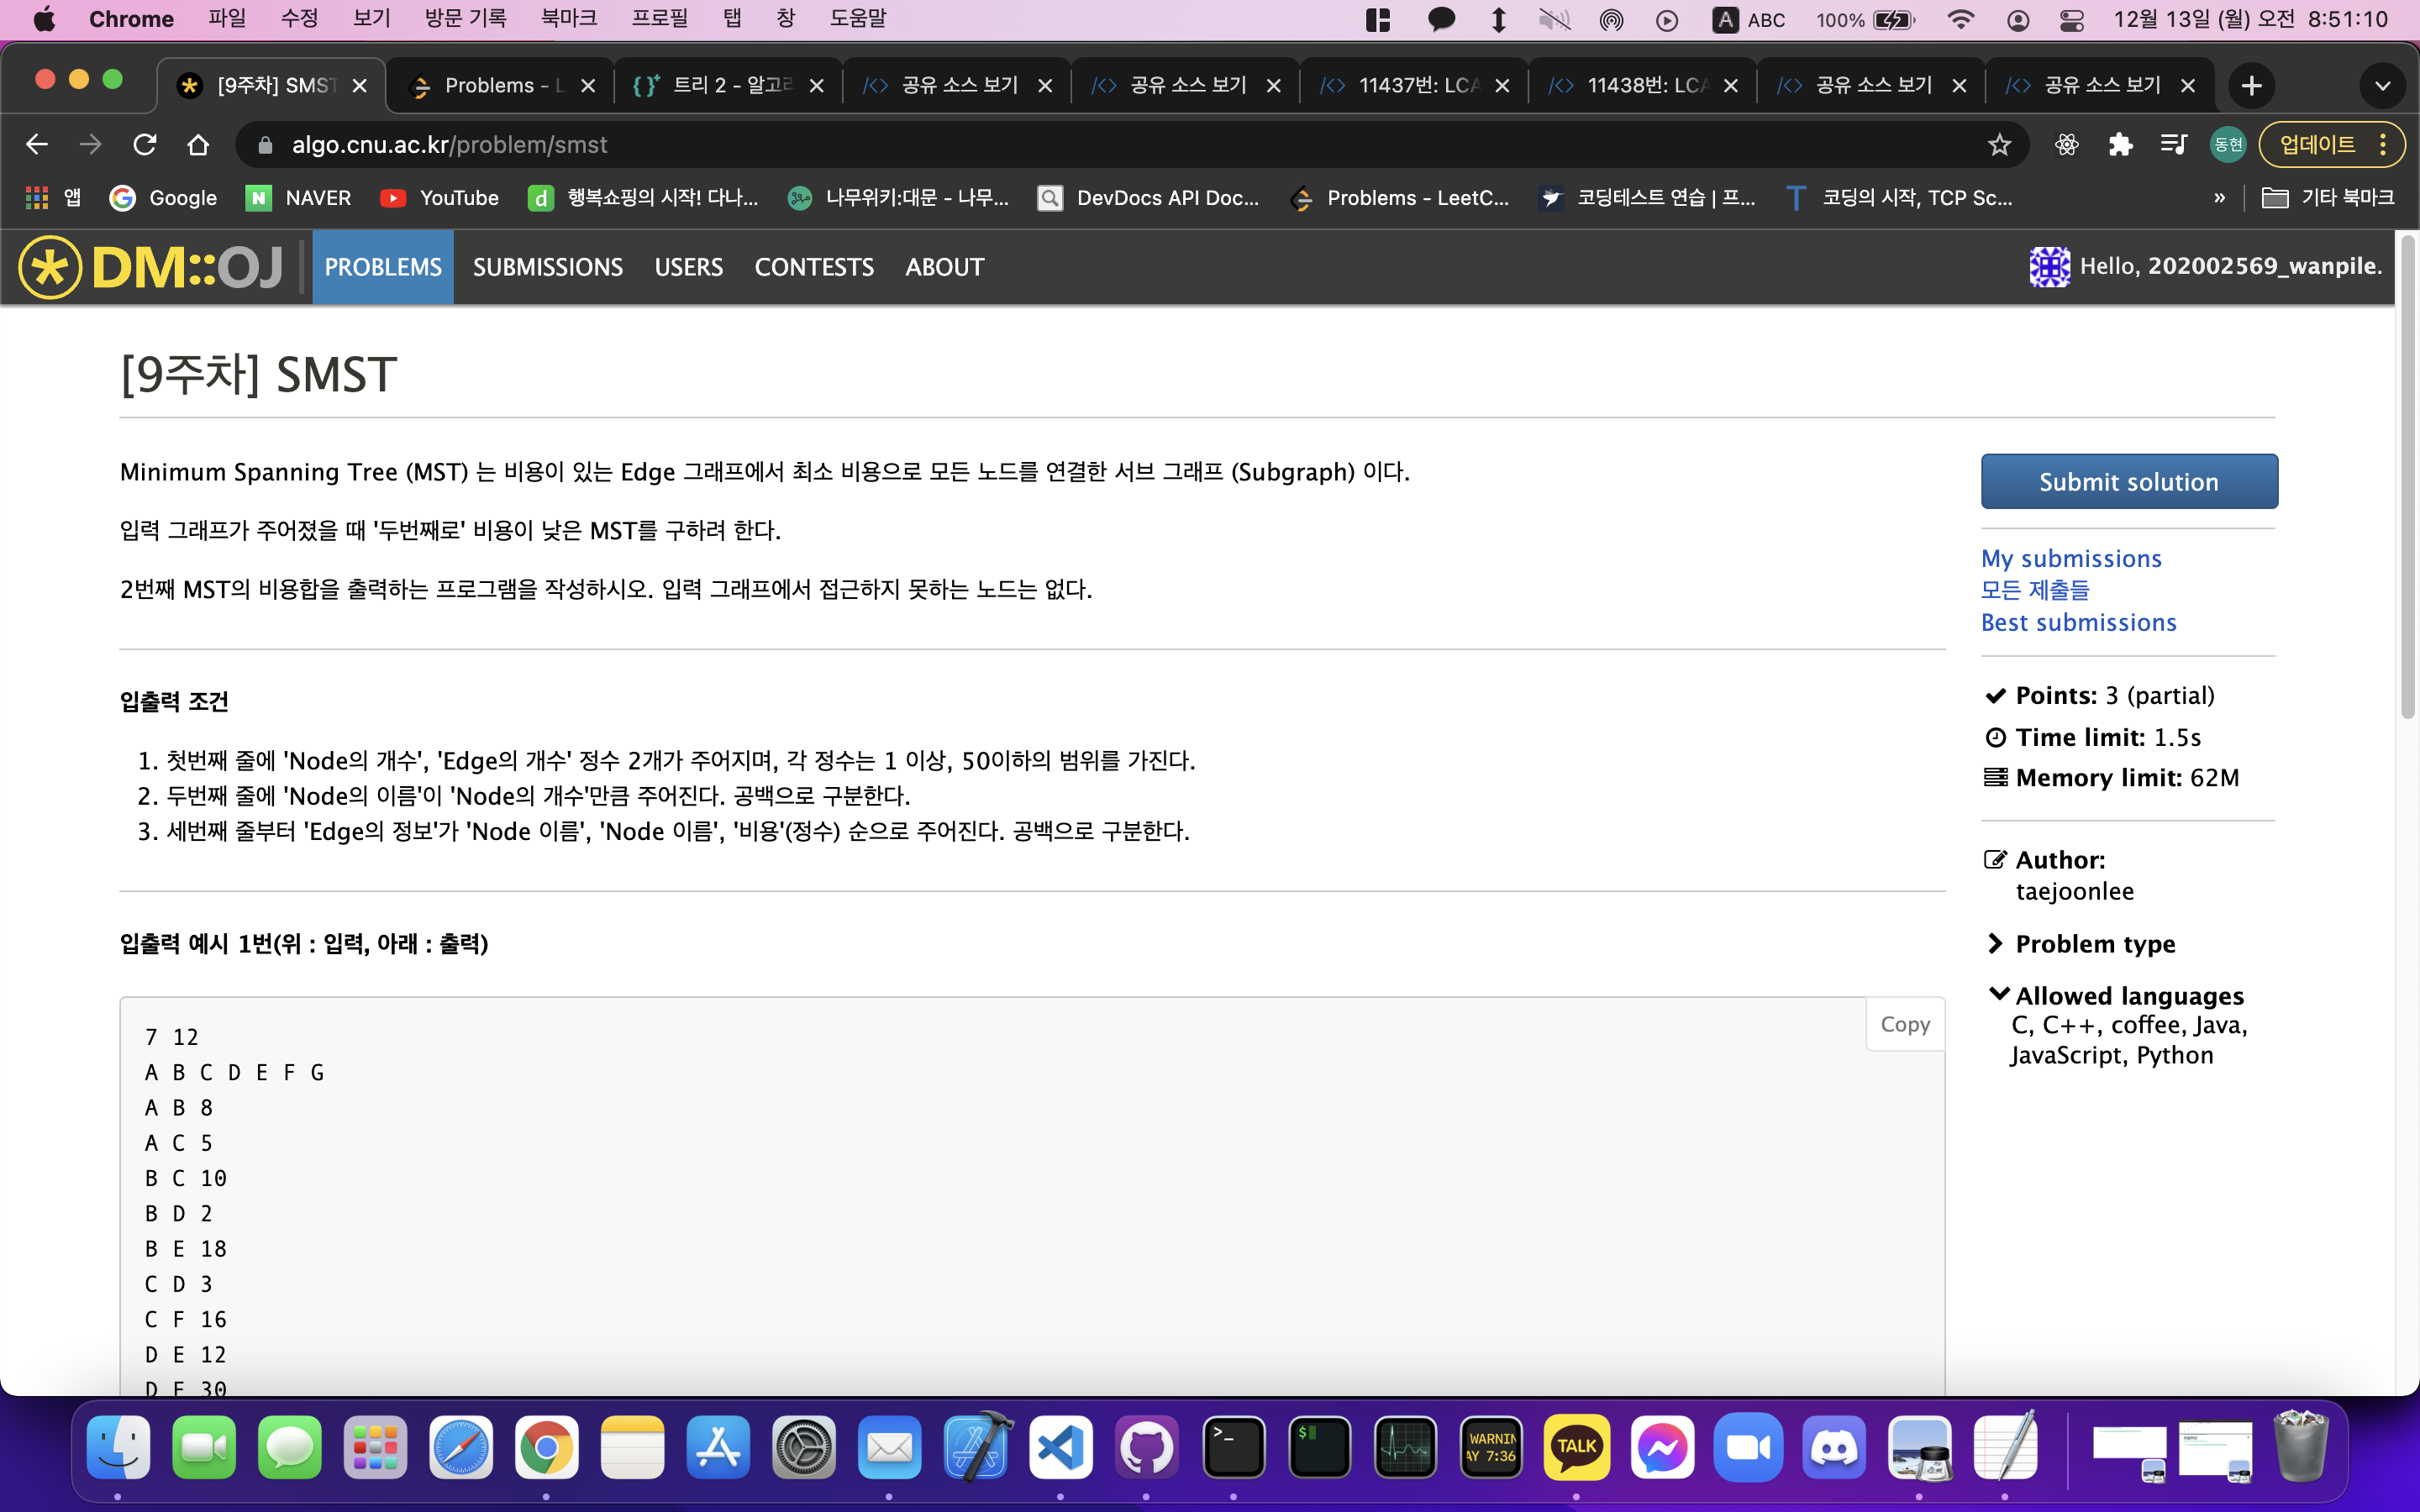 Chrome 파일 수정 보기 방문 기록 북마크 프로필 탭 창 도움말 A ABC 100% 12월 13일 (월) 오전 8:51:10
[9주차] SMST Problems - L 트리 2 - 알고리 공유 소스 보기 공유 소스 보기 11437번: LCA 11438번: LCA 공유 소스 보기 공유 소스 보기
algo.cnu.ac.kr/problem/smst 동현 업데이트
앱 Google NAVER YouTube 행복쇼핑의 시작! 다나... 나무위키:대문 - 나무... DevDocs API Doc... Problems - LeetC... 코딩테스트 연습 | 프... 코딩의 시작, TCP Sc... » 기타 북마크
DM::OJ PROBLEMS SUBMISSIONS USERS CONTESTS ABOUT Hello, 202002569_wanpile.
[9주차] SMST
Minimum Spanning Tree (MST) 는 비용이 있는 Edge 그래프에서 최소 비용으로 모든 노드를 연결한 서브 그래프 (Subgraph) 이다.
입력 그래프가 주어졌을 때 '두번째로' 비용이 낮은 MST를 구하려 한다.
2번째 MST의 비용합을 출력하는 프로그램을 작성하시오. 입력 그래프에서 접근하지 못하는 노드는 없다.
입출력 조건
1. 첫번째 줄에 'Node의 개수', 'Edge의 개수' 정수 2개가 주어지며, 각 정수는 1 이상, 50이하의 범위를 가진다.
2. 두번째 줄에 'Node의 이름'이 'Node의 개수'만큼 주어진다. 공백으로 구분한다.
3. 세번째 줄부터 'Edge의 정보'가 'Node 이름', 'Node 이름', '비용'(정수) 순으로 주어진다. 공백으로 구분한다.
입출력 예시 1번(위 : 입력, 아래 : 출력)
Copy
7 12
A B C D E F G
A B 8
A C 5
B C 10
B D 2
B E 18
C D 3
C F 16
D E 12
D F 30
Submit solution
My submissions
모든 제출들
Best submissions
Points: 3 (partial)
Time limit: 1.5s
Memory limit: 62M
Author:
taejoonlee
Problem type
Allowed languages
C, C++, coffee, Java,
JavaScript, Python
WARNIN
AY 7:36
TALK